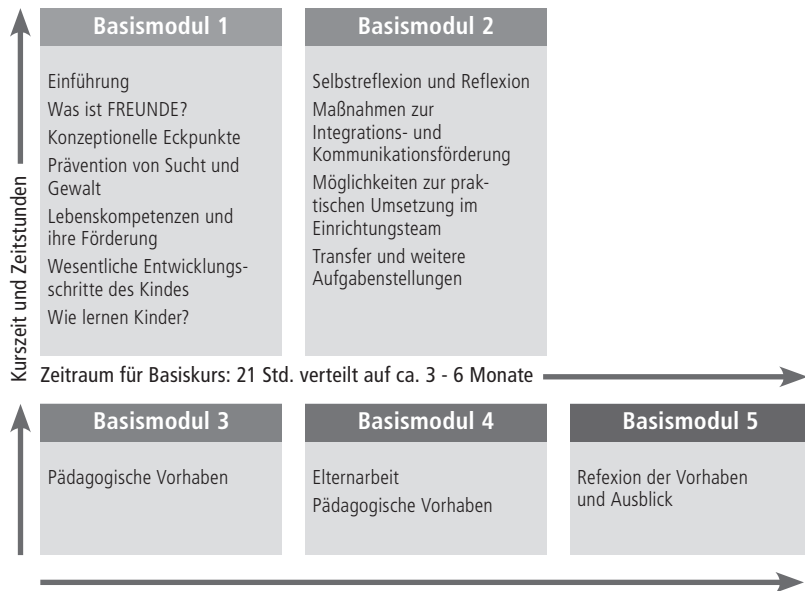 Kurszeit und Zeitstunden
Basismodul 1
Einführung
Was ist FREUNDE?
Konzeptionelle Eckpunkte
Prävention von Sucht und
Gewalt
Lebenskompetenzen und
ihre Förderung
Wesentliche Entwicklungs-
schritte des Kindes
Wie lernen Kinder?
Basismodul 2
Selbstreflexion und Reflexion
Maßnahmen zur
Integrations- und
Kommunikationsförderung
Möglichkeiten zur prak-
tischen Umsetzung im
Einrichtungsteam
Transfer und weitere
Aufgabenstellungen
Zeitraum für Basiskurs: 21 Std. verteilt auf ca. 3 - 6 Monate
Basismodul 3
Pädagogische Vorhaben
Basismodul 4
Elternarbeit
Pädagogische Vorhaben
Basismodul 5
Refexion der Vorhaben
und Ausblick